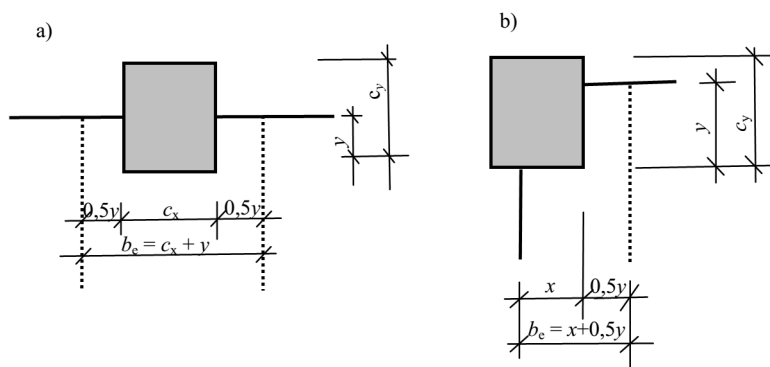 a)
c_y
y
0,5y
c_x
0,5y
b_e = c_x + y
b)
y
c_y
x
0,5y
b_e = x+0,5y